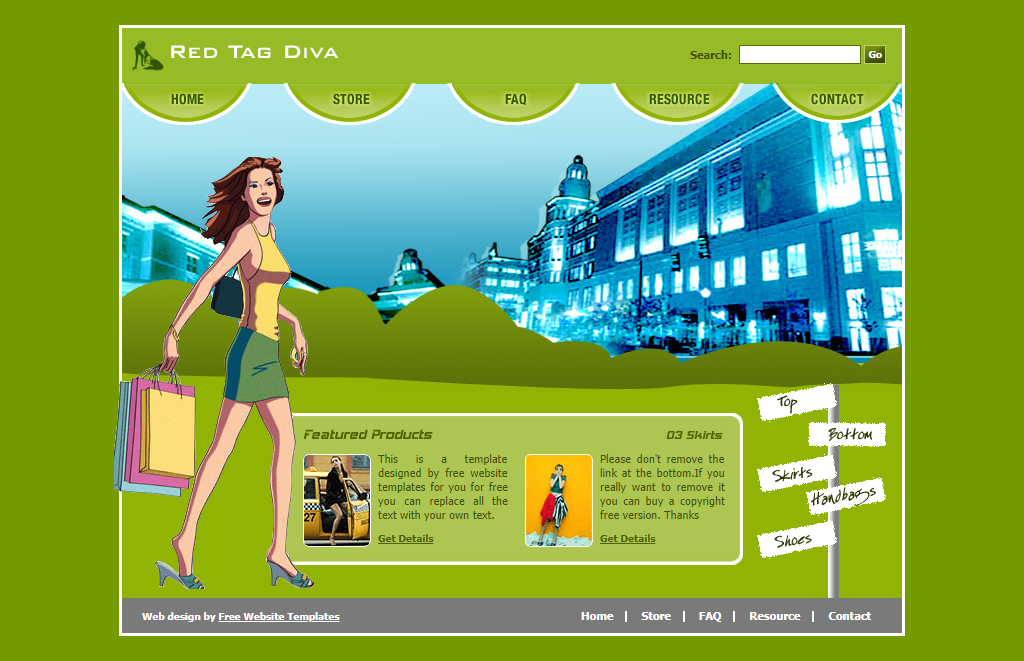 Red Tag Diva
Search:
Go
HOME
STORE
FAQ
RESOURCE
CONTACT
Top
Bottom
Skirts
Handbags
Shoes
Featured Products
03 Skirts
This is a template
designed by free website
templates for you for free
you can replace all the
text with your own text.
Get Details
27
Please don't remove the
link at the bottom.If you
really want to remove it
you can buy a copyright
free version. Thanks
Get Details
Web design by Free Website Templates
Home | Store | FAQ | Resource | Contact